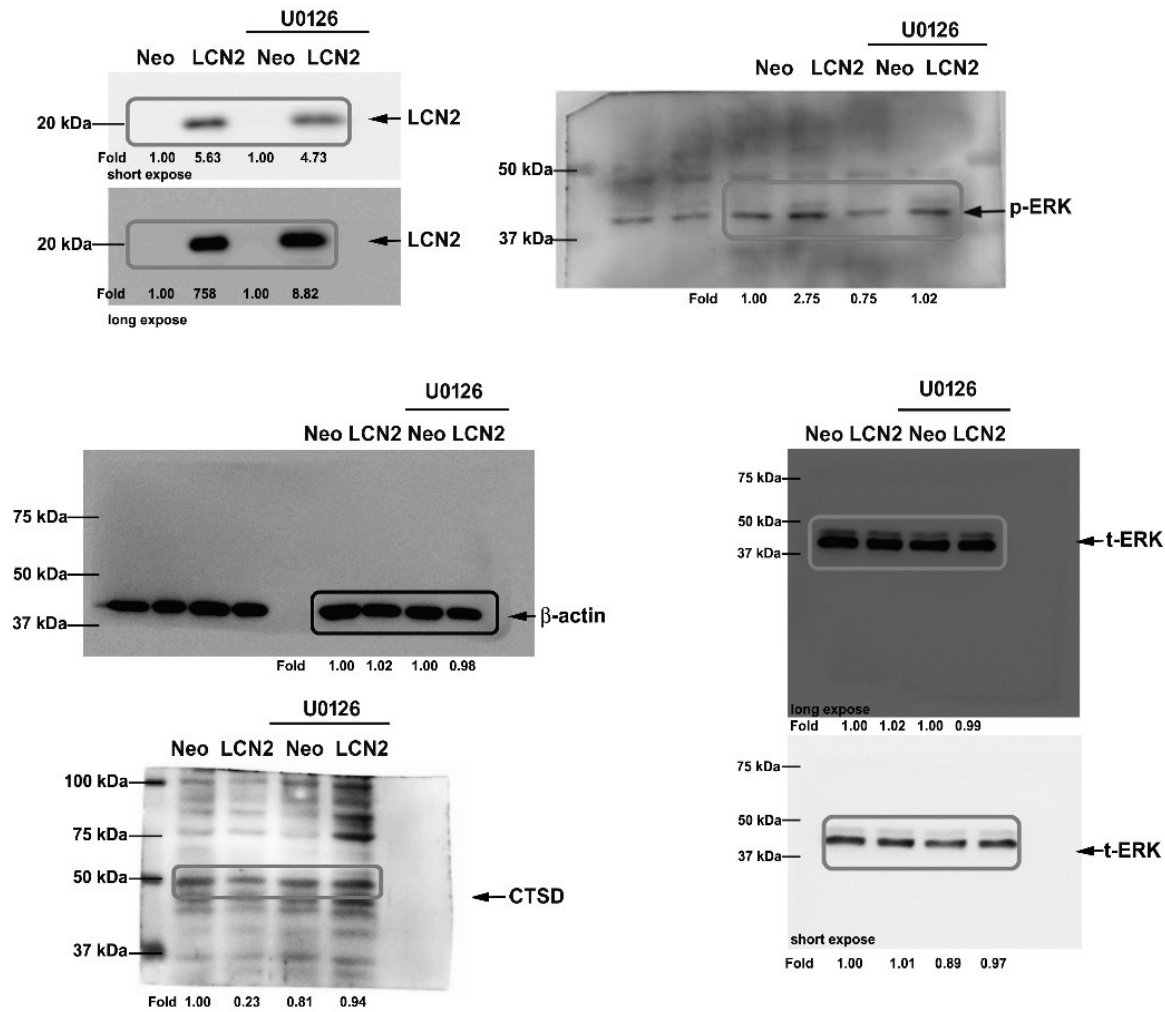 U0126
Neo LCN2 Neo LCN2
20 kDa
LCN2
Fold 1.00 5.63 1.00 4.73
short expose
20 kDa
LCN2
Fold 1.00 758 1.00 8.82
long expose
U0126
Neo LCN2 Neo LCN2
50 kDa
p-ERK
37 kDa
Fold 1.00 2.75 0.75 1.02
U0126
Neo LCN2 Neo LCN2
75 kDa
50 kDa
37 kDa
β-actin
Fold 1.00 1.02 1.00 0.98
U0126
Neo LCN2 Neo LCN2
75 kDa
50 kDa
37 kDa
t-ERK
long expose
Fold 1.00 1.02 1.00 0.99
75 kDa
50 kDa
37 kDa
t-ERK
short expose
Fold 1.00 1.01 0.89 0.97
U0126
Neo LCN2 Neo LCN2
100 kDa
75 kDa
50 kDa
CTSD
37 kDa
Fold 1.00 0.23 0.81 0.94